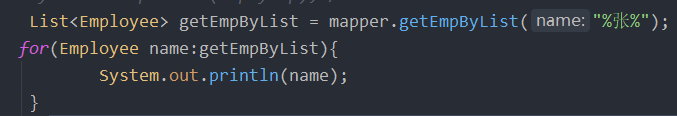 List<Employee> getEmpByList = mapper.getEmpByList( name: "%张%");
for(Employee name:getEmpByList){
System.out.println(name);
}